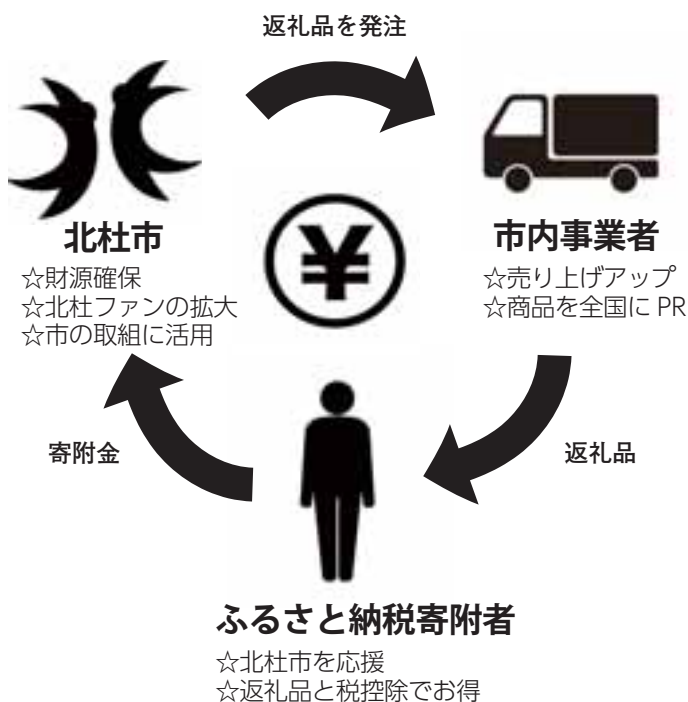 返礼品を発注
北杜市
☆財源確保
☆北杜ファンの拡大
☆市の取組に活用
¥
市内事業者
☆売り上げアップ
☆商品を全国に PR
寄附金
返礼品
ふるさと納税寄附者
☆北杜市を応援
☆返礼品と税控除でお得